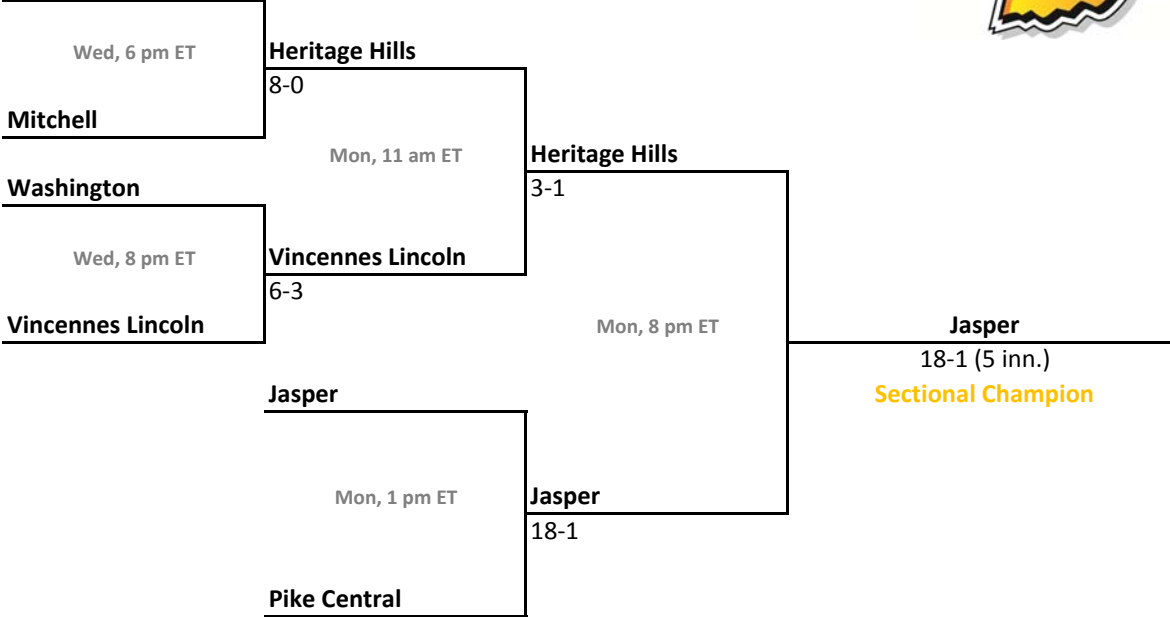 Wed, 6 pm ET
Heritage Hills
8-0
Mitchell
Mon, 11 am ET
Heritage Hills
3-1
Washington
Wed, 8 pm ET
Vincennes Lincoln
6-3
Vincennes Lincoln
Mon, 8 pm ET
Jasper
18-1 (5 inn.)
Sectional Champion
Jasper
Mon, 1 pm ET
Jasper
18-1
Pike Central